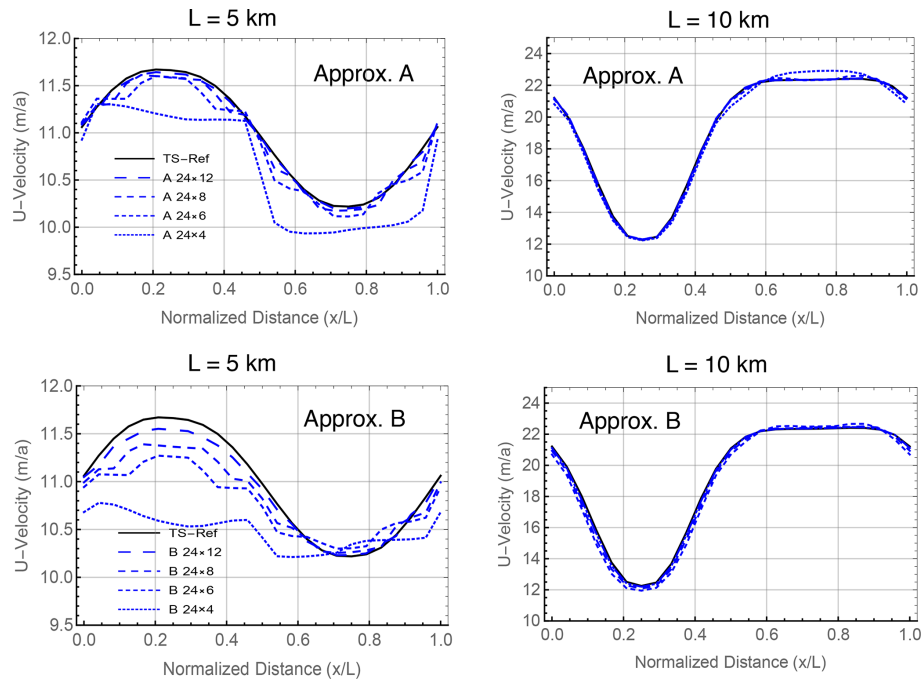 L = 5 km
U−Velocity (m/a)
12.0
11.5
11.0
10.5
10.0
9.5
Approx. A
TS−Ref
A 24×12
A 24×8
A 24×6
A 24×4
0.0 0.2 0.4 0.6 0.8 1.0
Normalized Distance (x/L)
L = 10 km
U−Velocity (m/a)
24
22
20
18
16
14
12
10
Approx. A
0.0 0.2 0.4 0.6 0.8 1.0
Normalized Distance (x/L)
L = 5 km
U−Velocity (m/a)
12.0
11.5
11.0
10.5
10.0
9.5
Approx. B
TS−Ref
B 24×12
B 24×8
B 24×6
B 24×4
0.0 0.2 0.4 0.6 0.8 1.0
Normalized Distance (x/L)
L = 10 km
U−Velocity (m/a)
24
22
20
18
16
14
12
10
Approx. B
0.0 0.2 0.4 0.6 0.8 1.0
Normalized Distance (x/L)